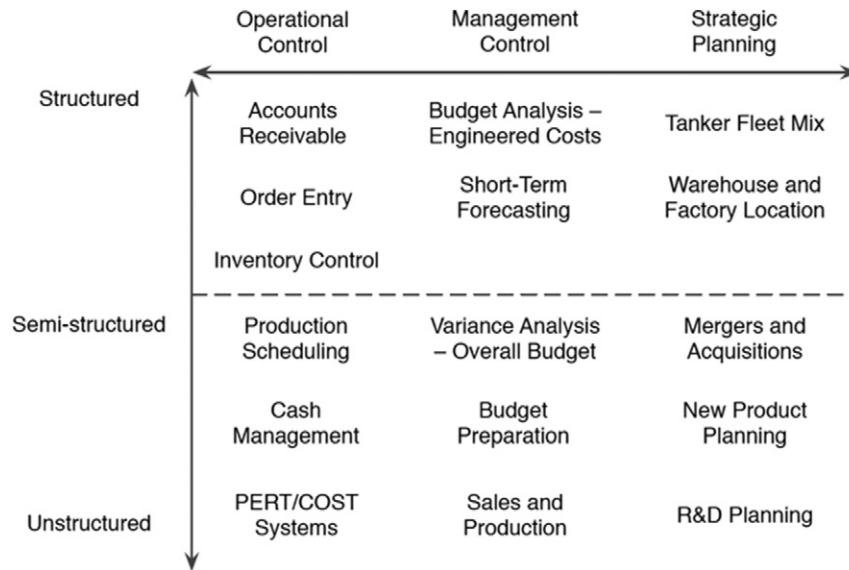 Operational
Control
Management
Control
Strategic
Planning
Structured
Accounts
Receivable
Budget Analysis –
Engineered Costs
Tanker Fleet Mix
Order Entry
Short-Term
Forecasting
Warehouse and
Factory Location
Inventory Control
Semi-structured
Production
Scheduling
Variance Analysis
– Overall Budget
Mergers and
Acquisitions
Cash
Management
Budget
Preparation
New Product
Planning
Unstructured
PERT/COST
Systems
Sales and
Production
R&D Planning